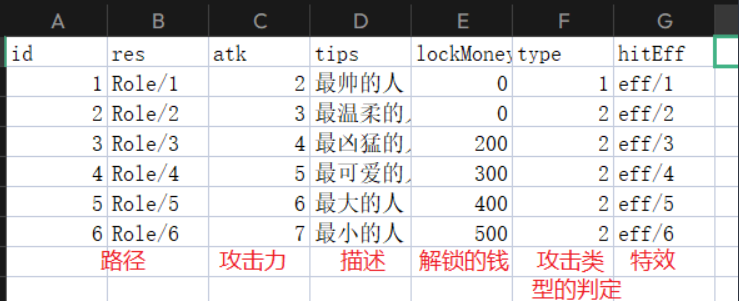 A B C D E F G
id res atk tips lockMoney type hitEff
1 Role/1 2 最帅的人 0 1 eff/1
2 Role/2 3 最温柔的 0 2 eff/2
3 Role/3 4 最凶猛的 200 2 eff/3
4 Role/4 5 最可爱的 300 2 eff/4
5 Role/5 6 最大的人 400 2 eff/5
6 Role/6 7 最小的人 500 2 eff/6
路径 攻击力 描述 解锁的钱 攻击类 特效
型的判定